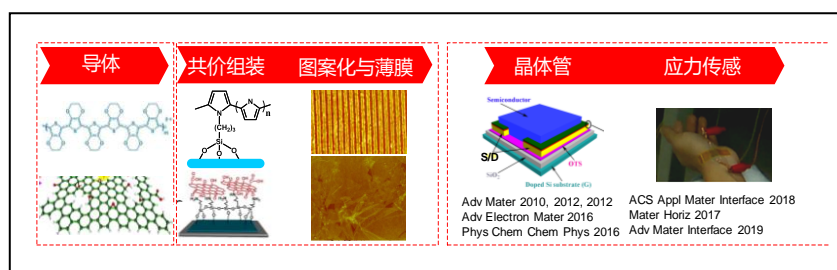 导体
共价组装
图案化与薄膜
晶体管
应力传感
n
N
(CH₂)₃
Si
O O O
Semiconductor
S/D
OTS
SiO₂
Doped Si substrate (G)
Adv Mater 2010, 2012, 2012
Adv Electron Mater 2016
Phys Chem Chem Phys 2016
ACS Appl Mater Interface 2018
Mater Horiz 2017
Adv Mater Interface 2019